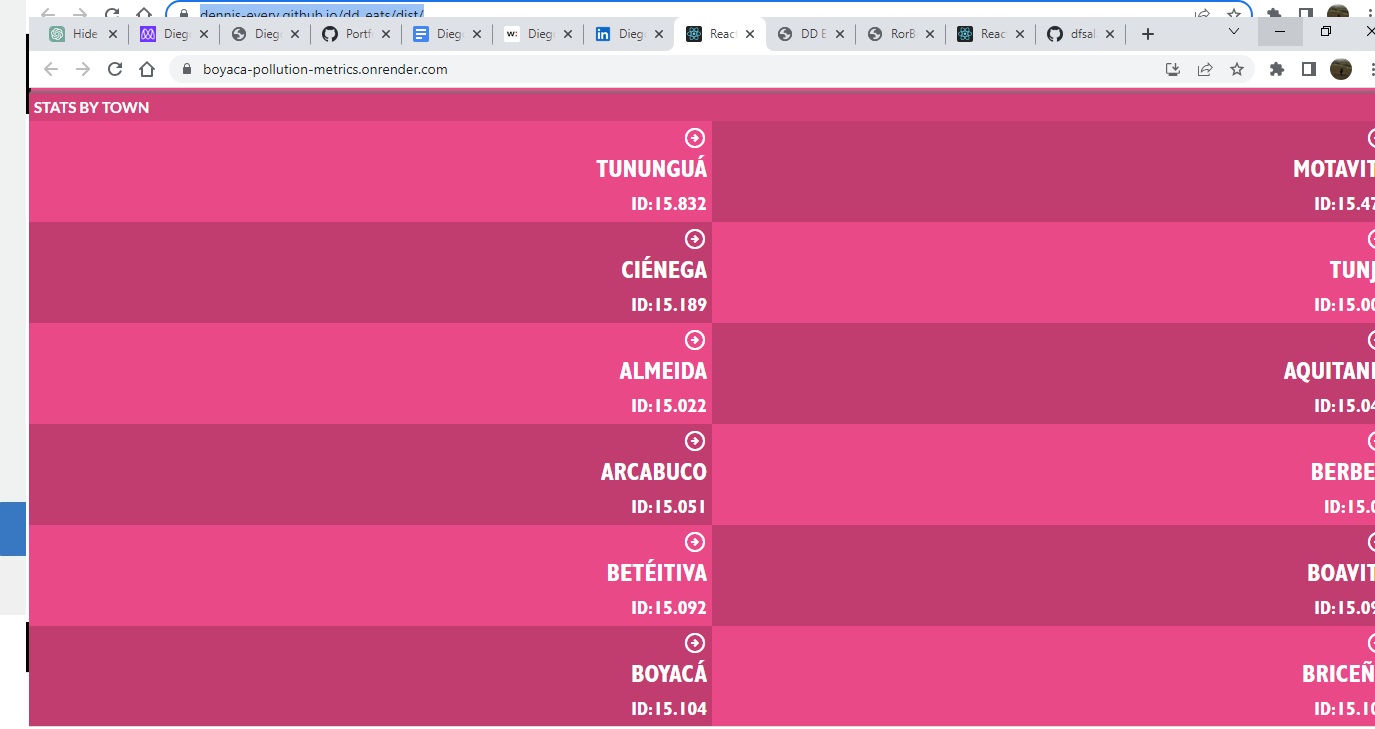 dennis-every.github.io/dd_eats/dist/
Hide
Dieg
Dieg
Portf
Dieg
w:
Dieg
in
Dieg
Reac
DD E
RorB
Reac
dfsal
boyaca-pollution-metrics.onrender.com
STATS BY TOWN
TUNUNGUÁ
ID:15.832
MOTAVIT
ID:15.47
CIÉNEGA
ID:15.189
TUNJ
ID:15.00
ALMEIDA
ID:15.022
AQUITANI
ID:15.04
ARCABUCO
ID:15.051
BERBE
ID:15.0
BETÉITIVA
ID:15.092
BOAVIT
ID:15.09
BOYACÁ
ID:15.104
BRICEÑ
ID:15.10